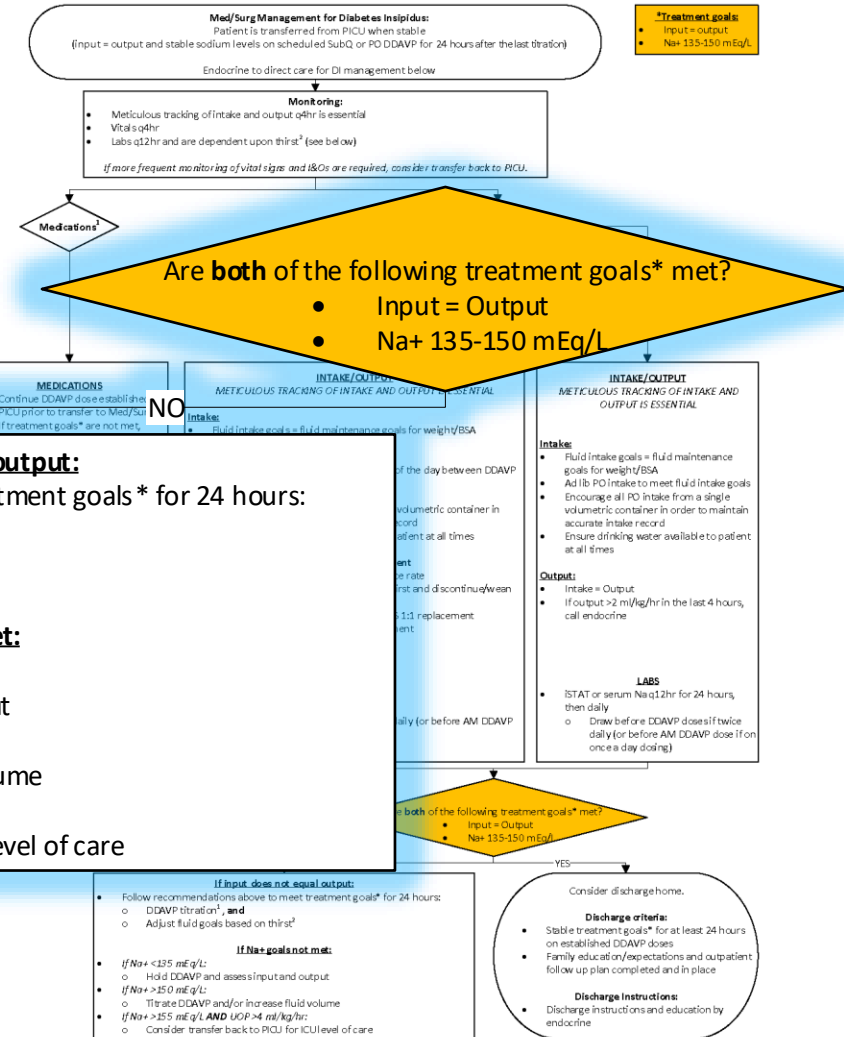 Med/Surg Management for Diabetes Insipidus:
Patient is transferred from PICU when stable
(input = output and stable sodium levels on scheduled SubQ or PO DDAVP for 24 hours after the last titration)
Endocrine to direct care for DI management below
*Treatment goals:
• Input = output
• Na+ 135-150 mEq/L
Monitoring:
• Meticulous tracking of intake and output q4hr is essential
• Vitals q4hr
• Labs q12hr and are dependent upon thirst² (see below)
If more frequent monitoring of vital signs and I&Os are required, consider transfer back to PICU.
Medications¹
Are both of the following treatment goals* met?
• Input = Output
• Na+ 135-150 mEq/L
NO
MEDICATIONS
Continue DDAVP dose established
PICU prior to transfer to Med/Su
f treatment goals* are not met,
INTAKE/OUTPUT
METICULOUS TRACKING OF INTAKE AND OUTPUT IS ESSENTIAL
Intake:
• Fluid intake goals = fluid maintenance goals for weight/BSA
of the day between DDAVP
volumetric container in
cord
patient at all times
ent
ce rate
irst and discontinue/wean
1:1 replacement
ent
aily (or before AM DDAVP
INTAKE/OUTPUT
METICULOUS TRACKING OF INTAKE AND
OUTPUT IS ESSENTIAL
Intake:
• Fluid intake goals = fluid maintenance
goals for weight/BSA
• Ad lib PO intake to meet fluid intake goals
• Encourage all PO intake from a single
volumetric container in order to maintain
accurate intake record
• Ensure drinking water available to patient
at all times
Output:
• Intake = Output
• If output >2 ml/kg/hr in the last 4 hours,
call endocrine
LABS
• iSTAT or serum Na q12hr for 24 hours,
then daily
o Draw before DDAVP doses if twice
daily (or before AM DDAVP dose if on
once a day dosing)
output:
tment goals* for 24 hours:
et:
t
ume
evel of care
e both of the following treatment goals* met?
• Input = Output
• Na+ 135-150 mEq/L
YES
If input does not equal output:
• Follow recommendations above to meet treatment goals* for 24 hours:
o DDAVP titration¹, and
o Adjust fluid goals based on thirst²
If Na+ goals not met:
• If Na+ <135 mEq/L:
o Hold DDAVP and assess input and output
• If Na+ >150 mEq/L:
o Titrate DDAVP and/or increase fluid volume
• If Na+ >155 mEq/L AND UOP >4 ml/kg/hr:
o Consider transfer back to PICU for ICU level of care
Consider discharge home.
Discharge criteria:
• Stable treatment goals* for at least 24 hours
on established DDAVP doses
• Family education/expectations and outpatient
follow up plan completed and in place
Discharge Instructions:
• Discharge instructions and education by
endocrine